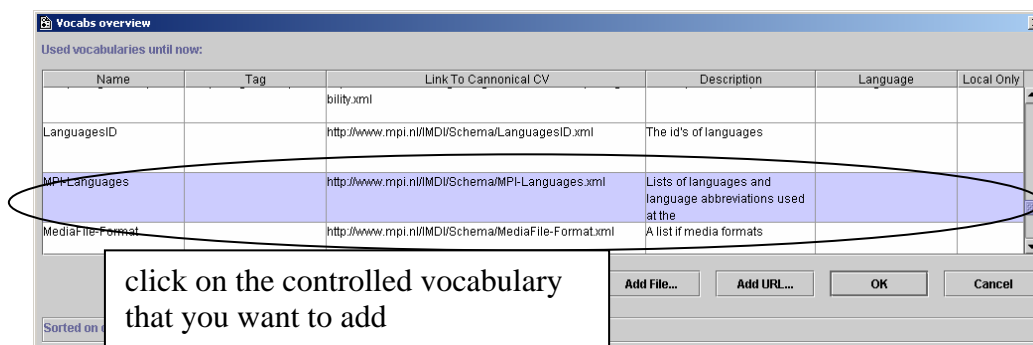 Vocabs overview
Used vocabularies until now:
Name Tag Link To Cannonical CV Description Language Local Only
bility.xml
LanguagesID http://www.mpi.nl/IMDI/Schema/LanguagesID.xml The id's of languages
MPI-Languages http://www.mpi.nl/IMDI/Schema/MPI-Languages.xml Lists of languages and
language abbreviations used
at the
MediaFile-Format http://www.mpi.nl/IMDI/Schema/MediaFile-Format.xml A list if media formats
click on the controlled vocabulary
that you want to add
Add File... Add URL... OK Cancel
Sorted on